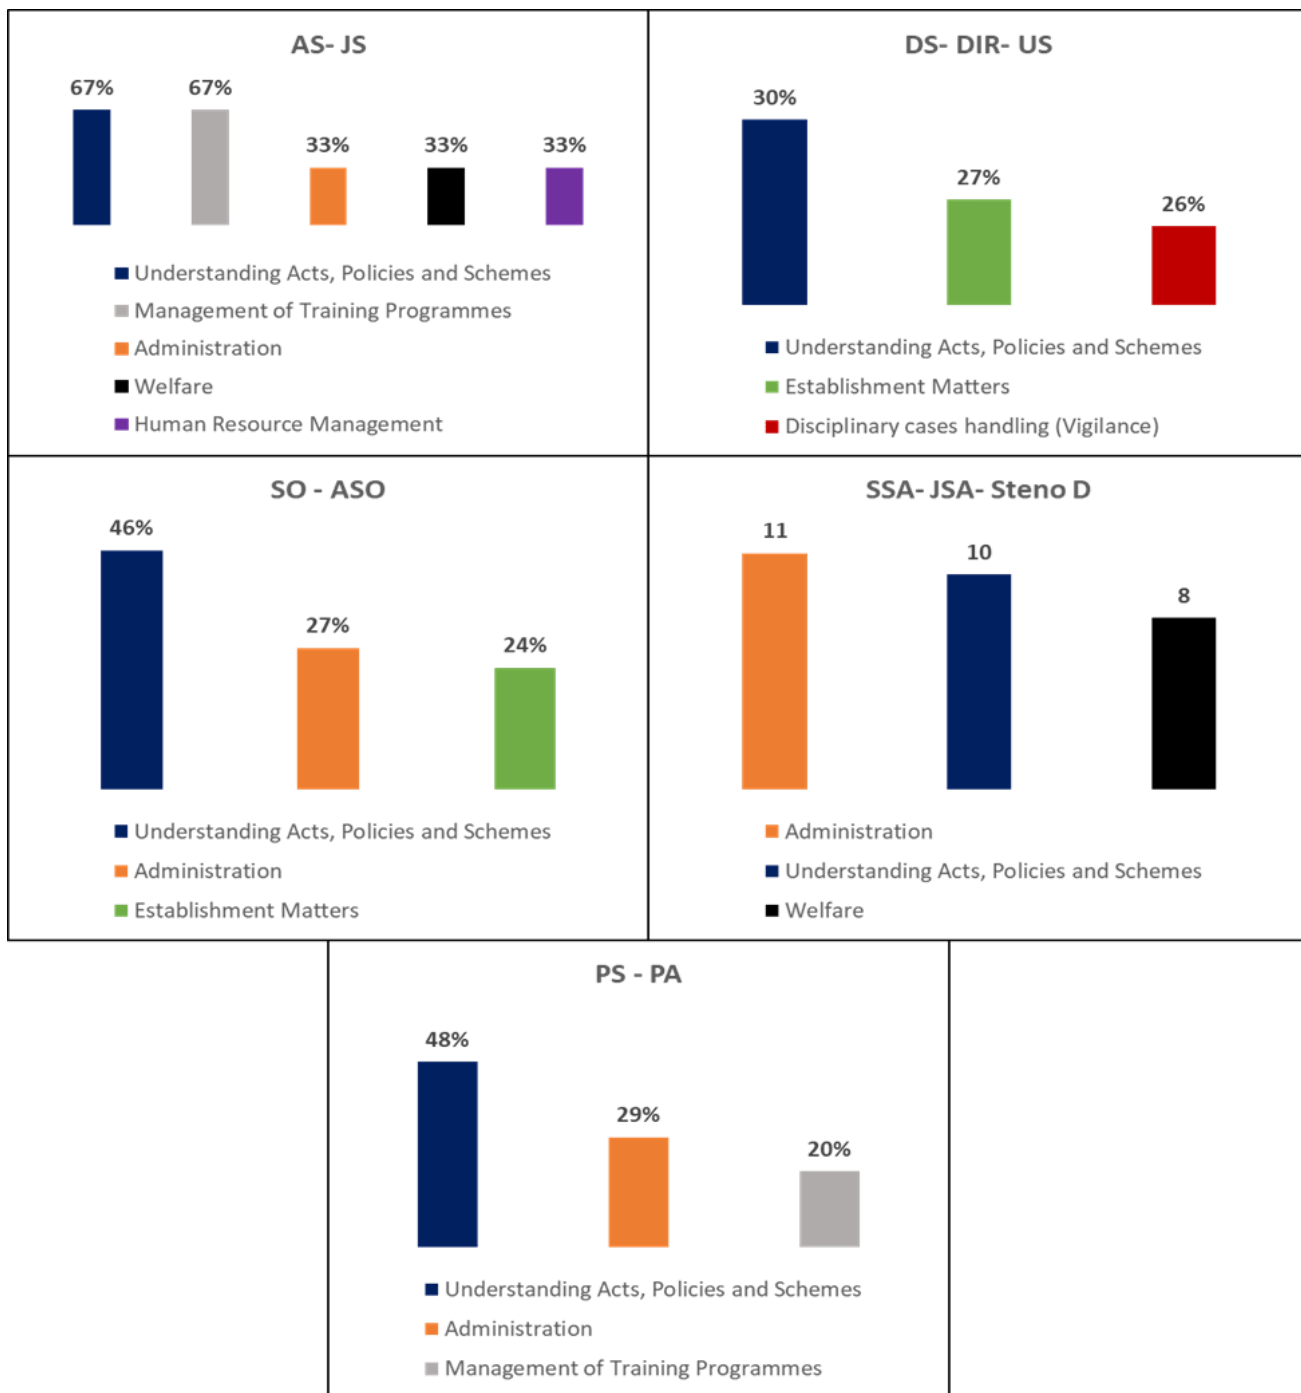 AS- JS
67%
67%
33%
33%
33%
Understanding Acts, Policies and Schemes
Management of Training Programmes
Administration
Welfare
Human Resource Management
DS- DIR- US
30%
27%
26%
Understanding Acts, Policies and Schemes
Establishment Matters
Disciplinary cases handling (Vigilance)
SO - ASO
46%
27%
24%
Understanding Acts, Policies and Schemes
Administration
Establishment Matters
SSA- JSA- Steno D
11
10
8
Administration
Understanding Acts, Policies and Schemes
Welfare
PS - PA
48%
29%
20%
Understanding Acts, Policies and Schemes
Administration
Management of Training Programmes